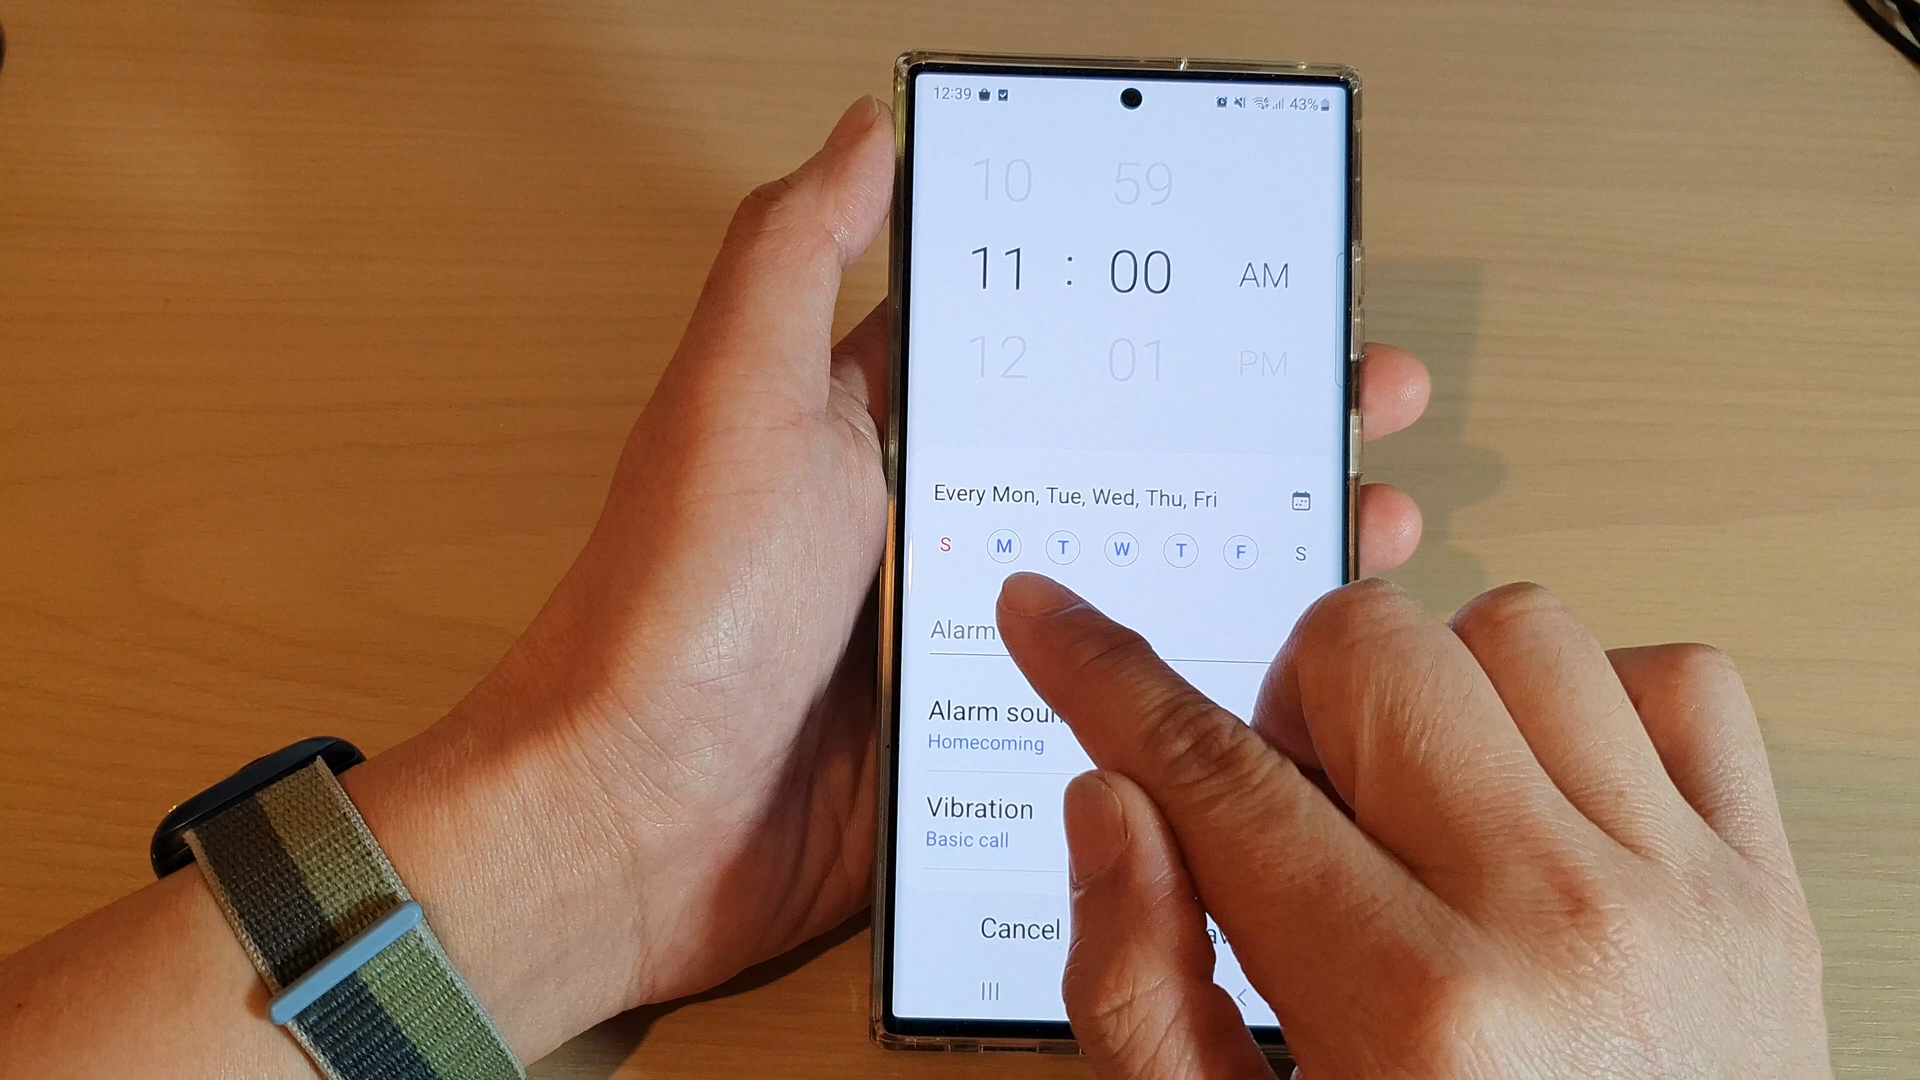 12:39 43%
10 59
11 : 00 AM
12 01 PM
Every Mon, Tue, Wed, Thu, Fri
S M T W T F S
Alarm
Alarm
Homecoming
Vibration
Basic call
Cancel